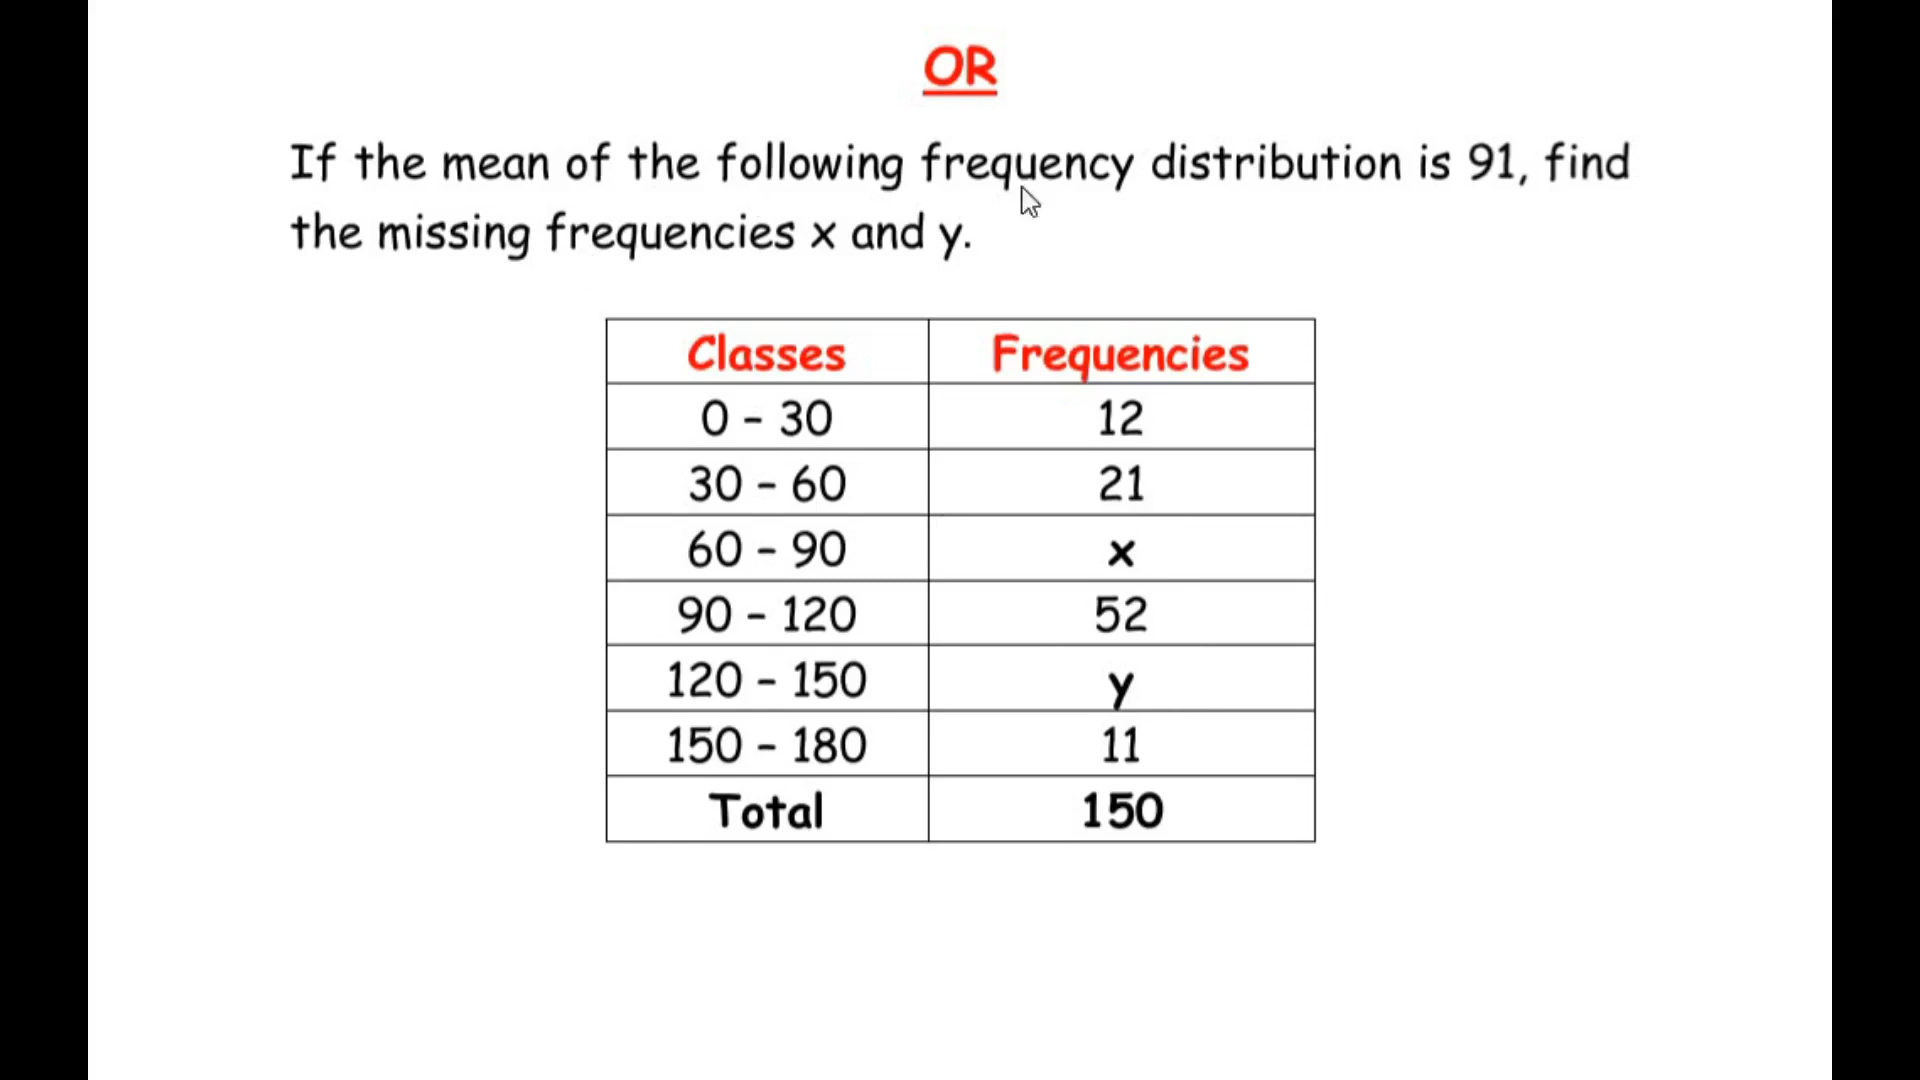 OR
If the mean of the following frequency distribution is 91, find
the missing frequencies x and y.
Classes Frequencies
0 – 30 12
30 – 60 21
60 – 90 x
90 – 120 52
120 – 150 y
150 – 180 11
Total 150